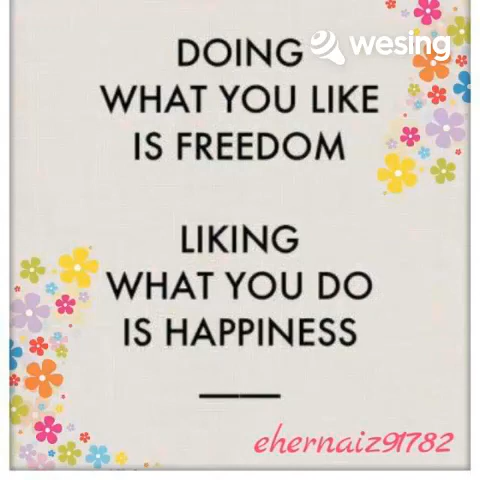 wesing
DOING
WHAT YOU LIKE
IS FREEDOM
LIKING
WHAT YOU DO
IS HAPPINESS
ehernaiz91782